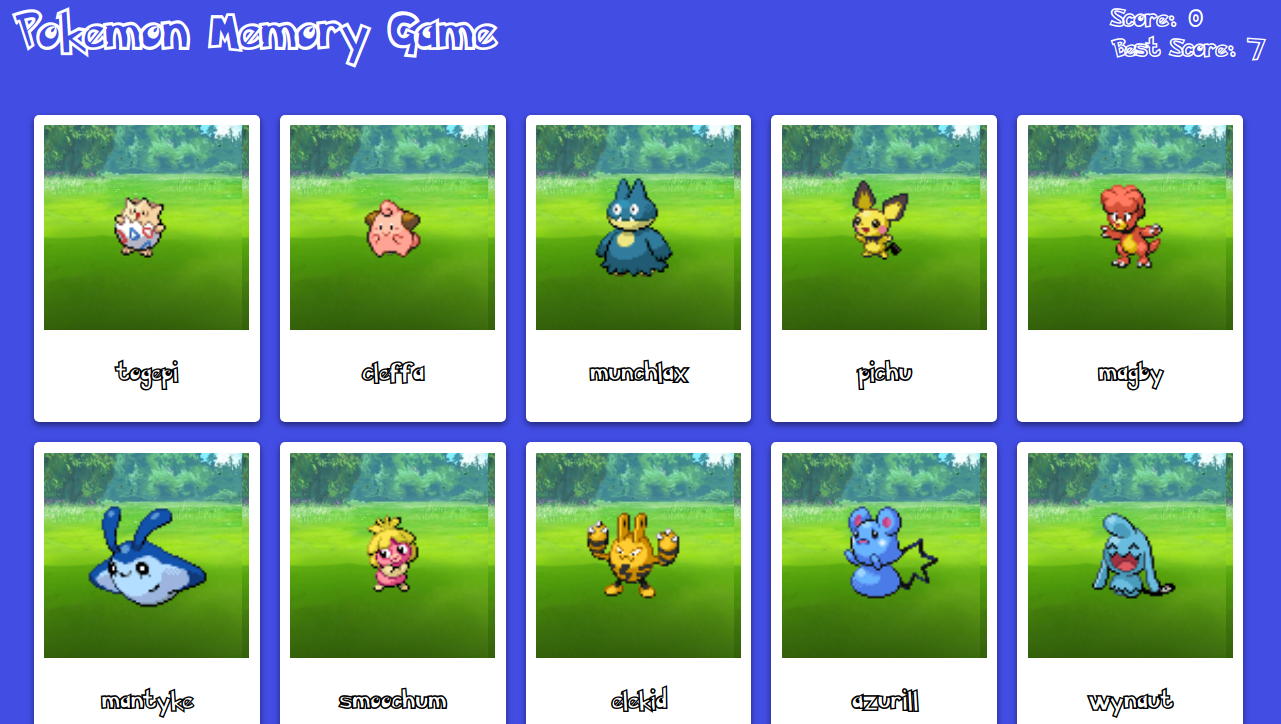 Pokemon Memory Game
Score: 0
Best Score: 7
togepi
cleffa
munchlax
pichu
magby
mantyke
smoochum
elekid
azurill
wynaut